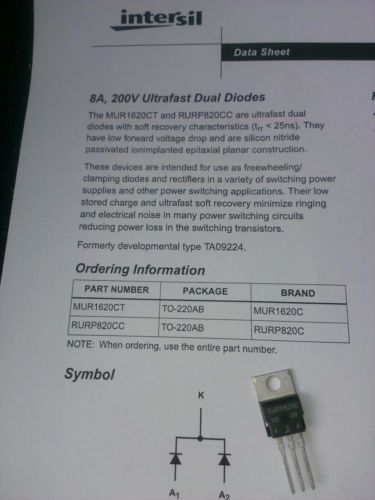 intersil
Data Sheet
8A, 200V Ultrafast Dual Diodes
The MUR1620CT and RURP820CC are ultrafast dual
diodes with soft recovery characteristics (trr < 25ns). They
have low forward voltage drop and are silicon nitride
passivated ionimplanted epitaxial planar construction.
These devices are intended for use as freewheeling/
clamping diodes and rectifiers in a variety of switching power
supplies and other power switching applications. Their low
stored charge and ultrafast soft recovery minimize ringing
and electrical noise in many power switching circuits
reducing power loss in the switching transistors.
Formerly developmental type TA09224.
Ordering Information
PART NUMBER PACKAGE BRAND
MUR1620CT TO-220AB MUR1620C
RURP820CC TO-220AB RURP820C
NOTE: When ordering, use the entire part number.
Symbol
K
RURP820C
A1 A2